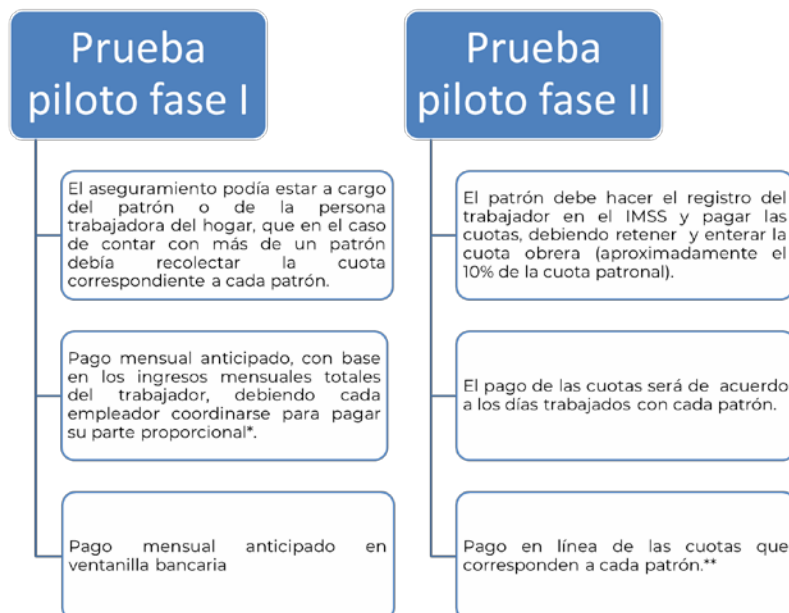 Prueba
piloto fase I
El aseguramiento podía estar a cargo
del patrón o de la persona
trabajadora del hogar, que en el caso
de contar con más de un patrón
debía recolectar la cuota
correspondiente a cada patrón.
Pago mensual anticipado, con base
en los ingresos mensuales totales
del trabajador, debiendo cada
empleador coordinarse para pagar
su parte proporcional*.
Pago mensual anticipado en
ventanilla bancaria
Prueba
piloto fase II
El patrón debe hacer el registro del
trabajador en el IMSS y pagar las
cuotas, debiendo retener y enterar la
cuota obrera (aproximadamente el
10% de la cuota patronal).
El pago de las cuotas será de acuerdo
a los días trabajados con cada patrón.
Pago en línea de las cuotas que
corresponden a cada patrón.**